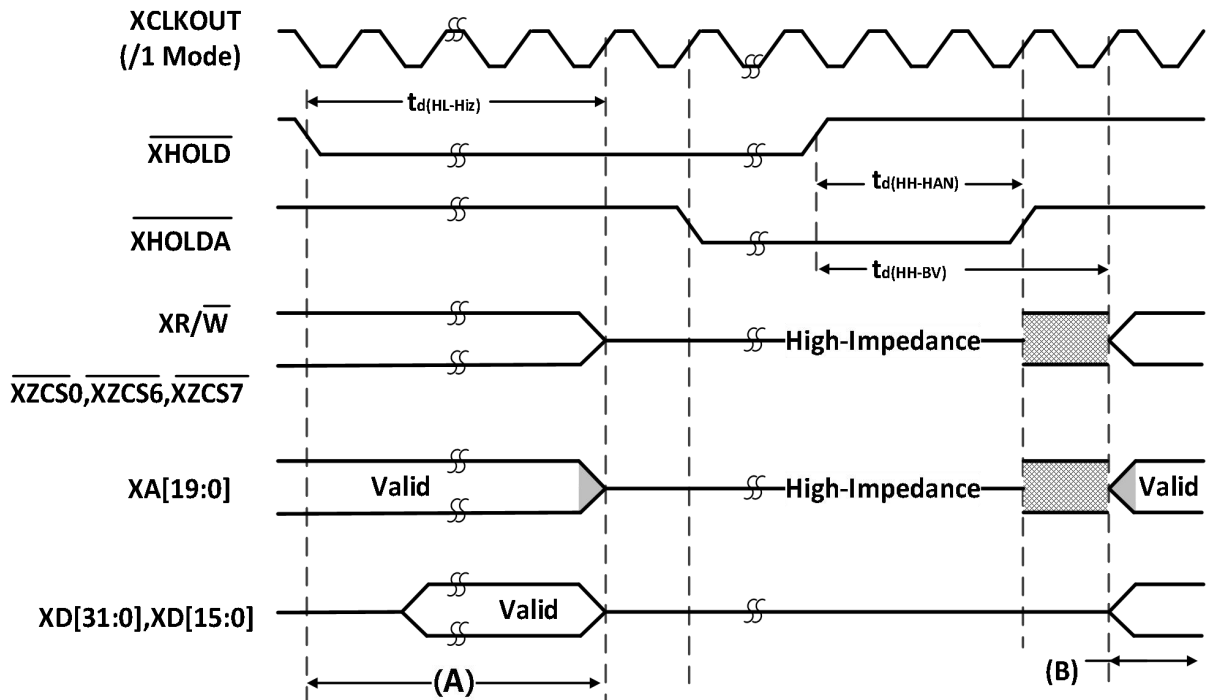 XCLKOUT
(/1 Mode)
td(HL-Hiz)
XHOLD
td(HH-HAN)
XHOLDA
td(HH-BV)
XR/W
High-Impedance
XZCS0,XZCS6,XZCS7
XA[19:0]
Valid
High-Impedance
Valid
XD[31:0],XD[15:0]
Valid
(A)
(B)